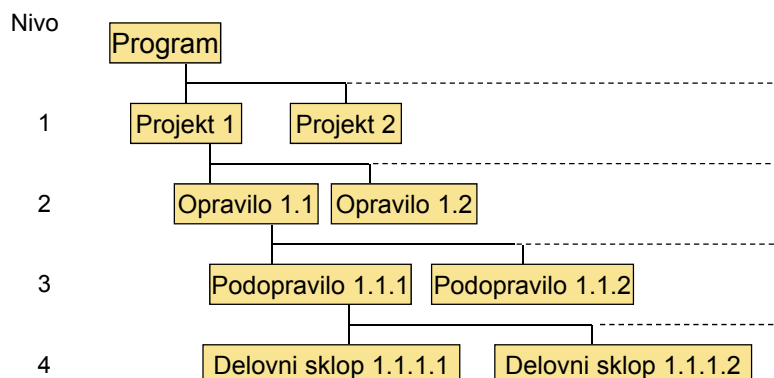 Nivo
Program
1
Projekt 1
Projekt 2
2
Opravilo 1.1
Opravilo 1.2
3
Podopravilo 1.1.1
Podopravilo 1.1.2
4
Delovni sklop 1.1.1.1
Delovni sklop 1.1.1.2